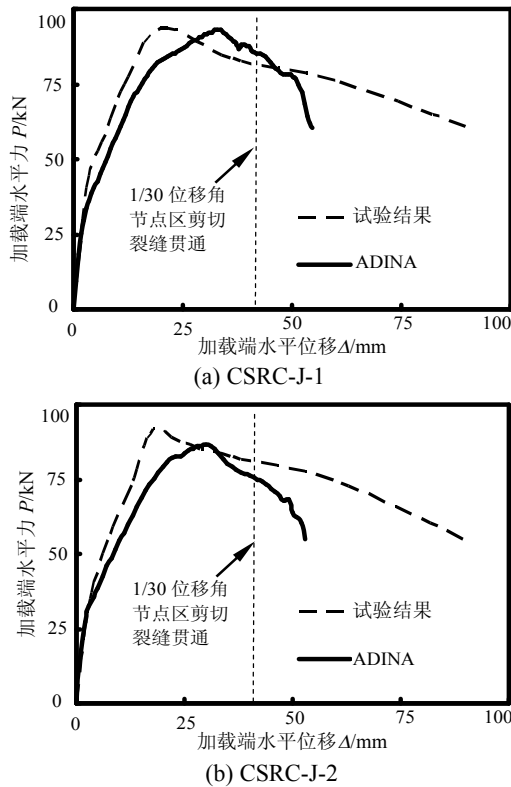 100
75
50
25
0
加载端水平力 P/kN
1/30 位移角
节点区剪切
裂缝贯通
试验结果
ADINA
0 25 50 75 100
加载端水平位移Δ/mm
(a) CSRC-J-1
100
75
50
25
0
加载端水平力 P/kN
1/30 位移角
节点区剪切
裂缝贯通
试验结果
ADINA
0 25 50 75 100
加载端水平位移Δ/mm
(b) CSRC-J-2